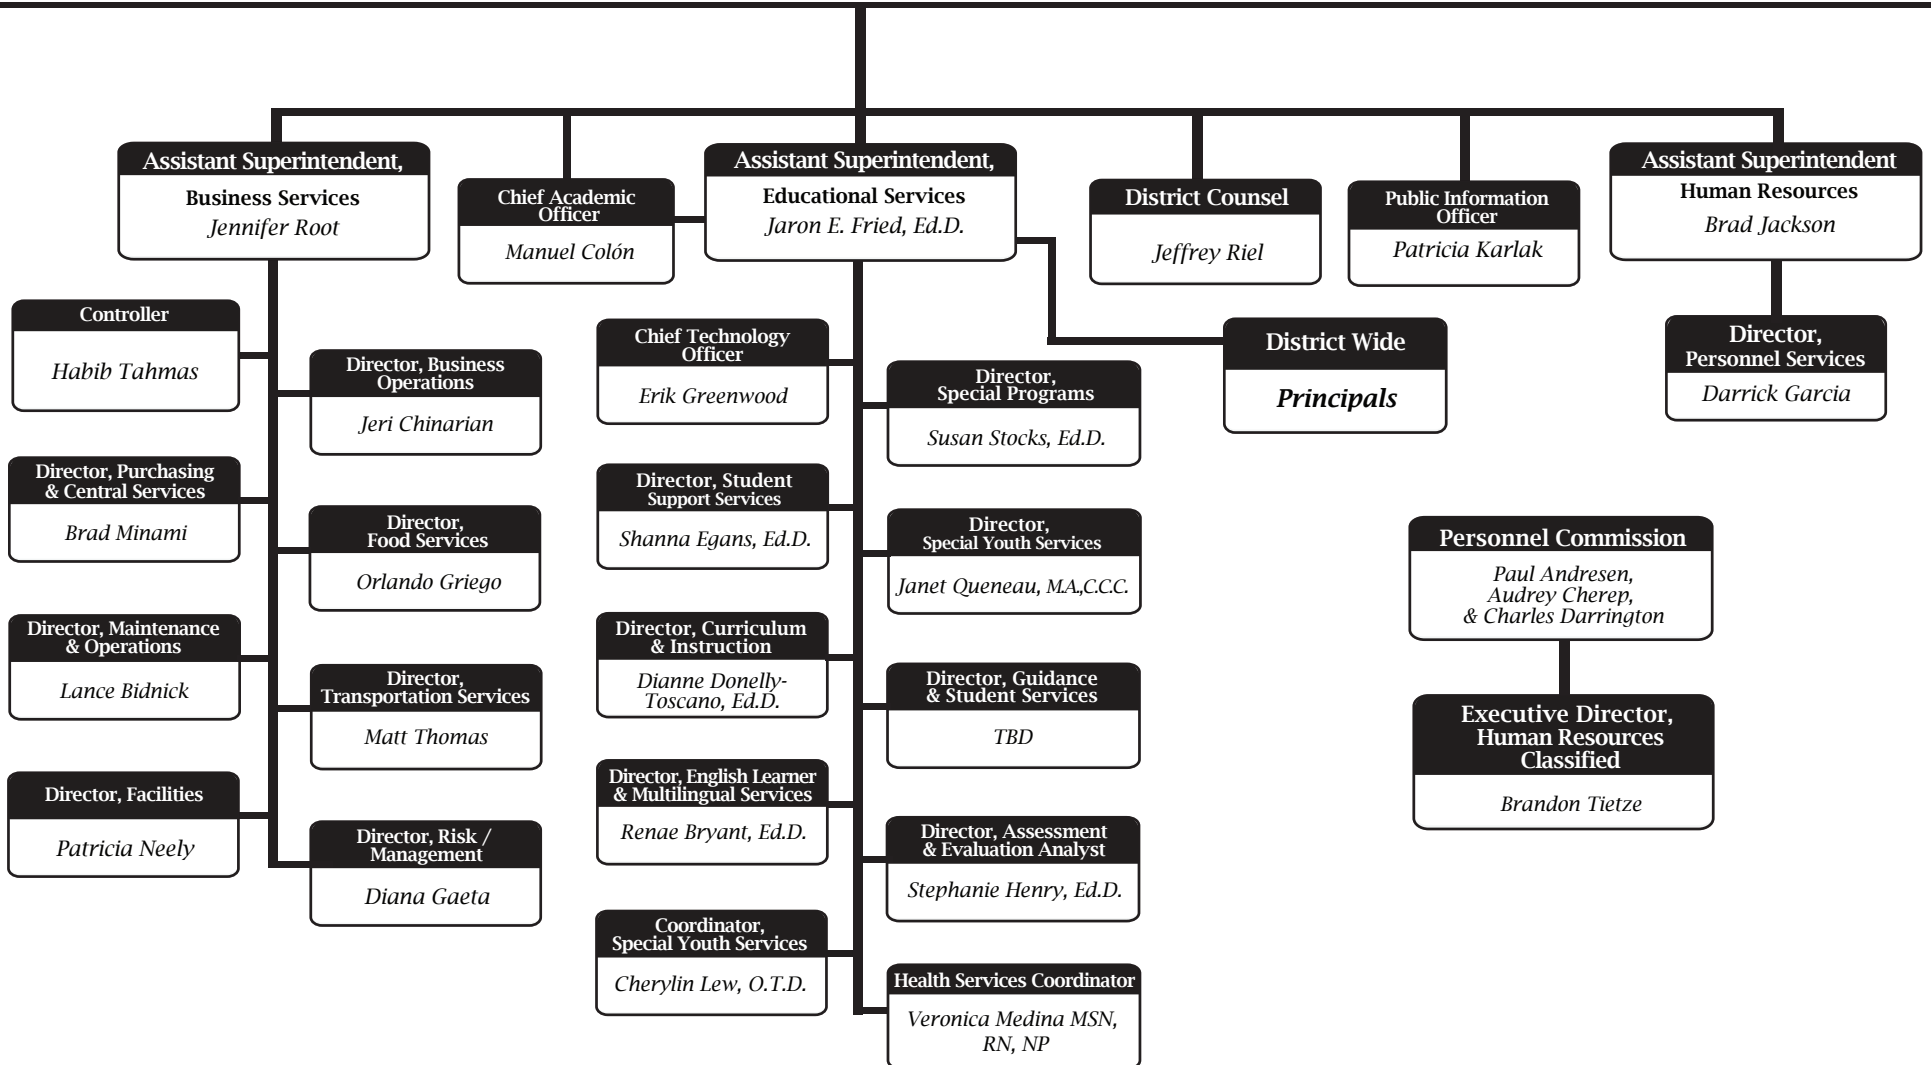 Assistant Superintendent,
Business Services
Jennifer Root
Chief Academic
Officer
Manuel Colón
Assistant Superintendent,
Educational Services
Jaron E. Fried, Ed.D.
District Counsel
Jeffrey Riel
Public Information
Officer
Patricia Karlak
Assistant Superintendent
Human Resources
Brad Jackson
Controller
Habib Tahmas
Director, Business
Operations
Jeri Chinarian
Director, Purchasing
& Central Services
Brad Minami
Director,
Food Services
Orlando Griego
Director, Maintenance
& Operations
Lance Bidnick
Director,
Transportation Services
Matt Thomas
Director, Facilities
Patricia Neely
Director, Risk /
Management
Diana Gaeta
Chief Technology
Officer
Erik Greenwood
Director,
Special Programs
Susan Stocks, Ed.D.
Director, Student
Support Services
Shanna Egans, Ed.D.
Director,
Special Youth Services
Janet Queneau, M.A.,C.C.C.
Director, Curriculum
& Instruction
Dianne Donelly-
Toscano, Ed.D.
Director, Guidance
& Student Services
TBD
Director, English Learner
& Multilingual Services
Renae Bryant, Ed.D.
Director, Assessment
& Evaluation Analyst
Stephanie Henry, Ed.D.
Coordinator,
Special Youth Services
Cherylin Lew, O.T.D.
Health Services Coordinator
Veronica Medina MSN,
RN, NP
District Wide
Principals
Director,
Personnel Services
Darrick Garcia
Personnel Commission
Paul Andresen,
Audrey Cherep,
& Charles Darrington
Executive Director,
Human Resources
Classified
Brandon Tietze